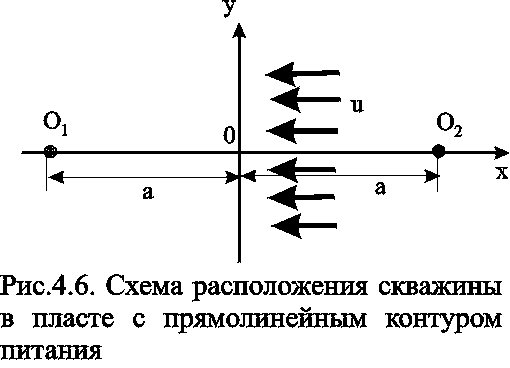 y
u
O₁
0
O₂
x
a
a
Рис.4.6. Схема расположения скважины
в пласте с прямолинейным контуром
питания